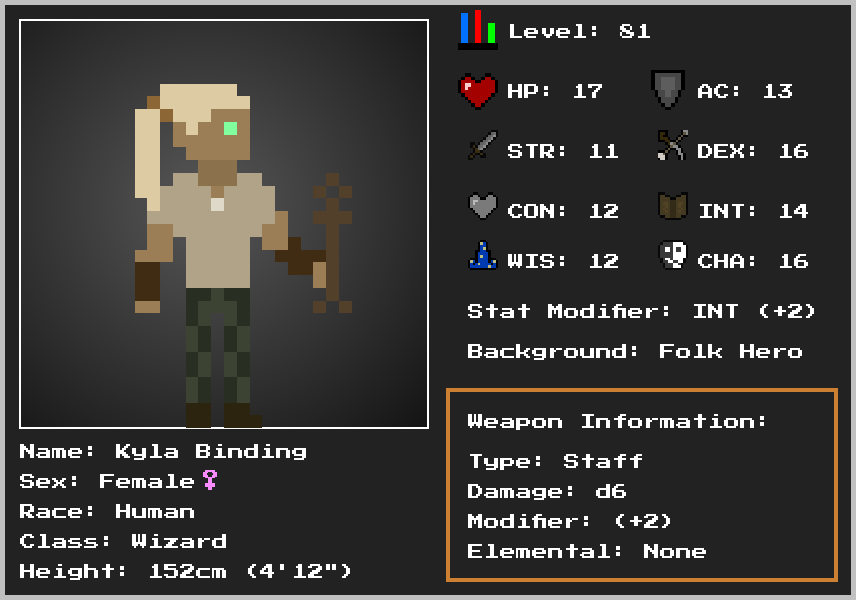 Level: 81
HP: 17
AC: 13
STR: 11
DEX: 16
CON: 12
INT: 14
WIS: 12
CHA: 16
Stat Modifier: INT (+2)
Background: Folk Hero
Weapon Information:
Type: Staff
Damage: d6
Modifier: (+2)
Elemental: None
Name: Kyla Binding
Sex: Female♀
Race: Human
Class: Wizard
Height: 152cm (4'12")